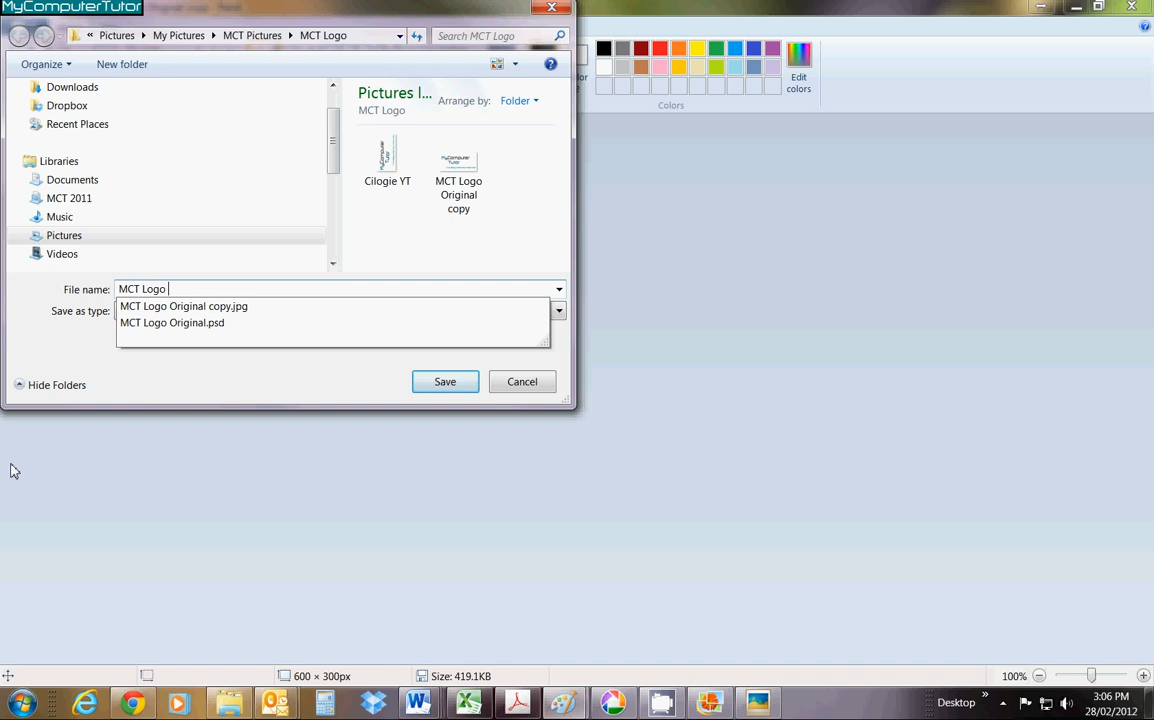 MyComputerTutor
« Pictures ▸ My Pictures ▸ MCT Pictures ▸ MCT Logo
Search MCT Logo
Organize
New folder
Downloads
Dropbox
Recent Places
Libraries
Documents
MCT 2011
Music
Pictures
Videos
Pictures l...
MCT Logo
Arrange by:
Folder
Cilogie YT
MCT Logo
Original
copy
File name:
MCT Logo
MCT Logo Original copy.jpg
Save as type:
MCT Logo Original.psd
Hide Folders
Save
Cancel
Edit
colors
Colors
600 × 300px
Size: 419.1KB
100%
Desktop
»
3:06 PM
28/02/2012